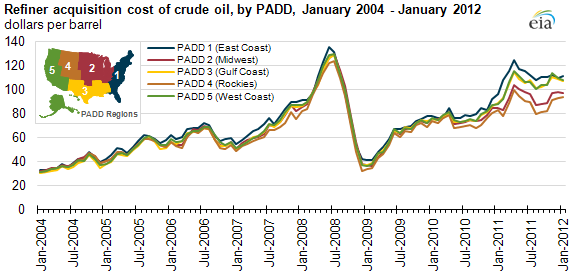 Refiner acquisition cost of crude oil, by PADD, January 2004 - January 2012
dollars per barrel
eia
140
120
100
80
60
40
20
0
PADD 1 (East Coast)
PADD 2 (Midwest)
PADD 3 (Gulf Coast)
PADD 4 (Rockies)
PADD 5 (West Coast)
5
4
2
1
3
PADD Regions
Jan-2004
Jul-2004
Jan-2005
Jul-2005
Jan-2006
Jul-2006
Jan-2007
Jul-2007
Jan-2008
Jul-2008
Jan-2009
Jul-2009
Jan-2010
Jul-2010
Jan-2011
Jul-2011
Jan-2012